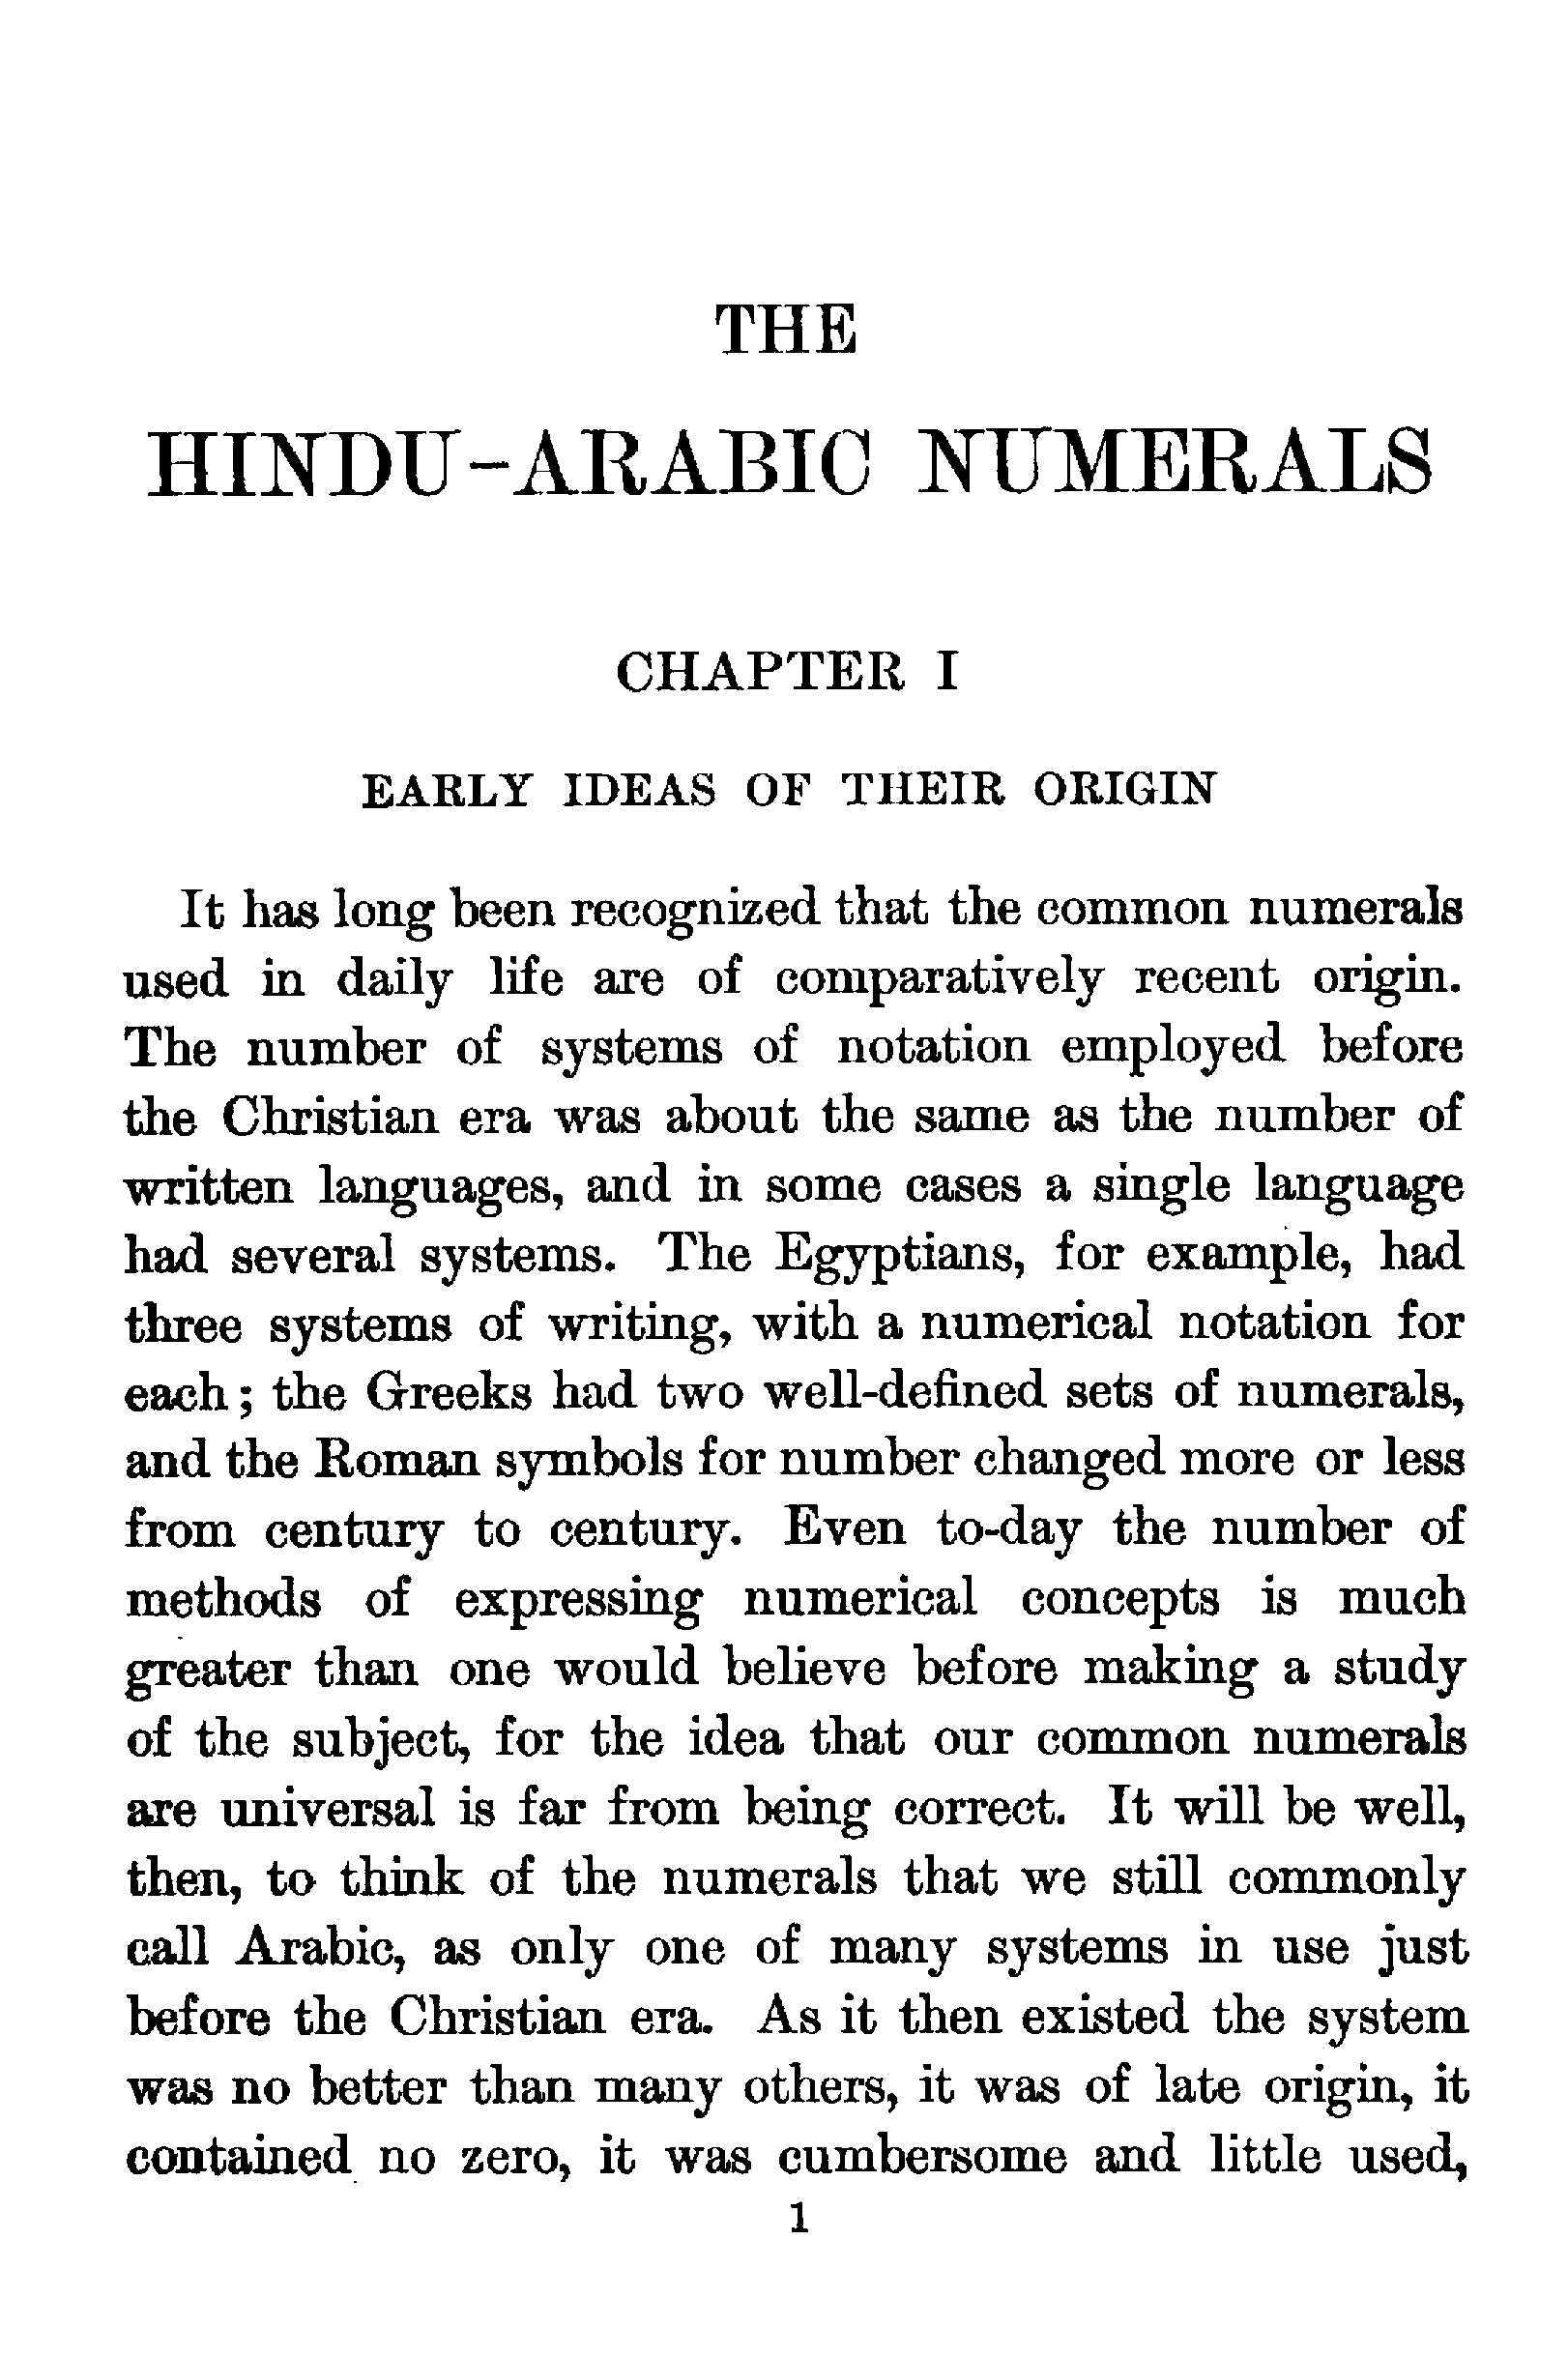 THE
HINDU-ARABIC NUMERALS
CHAPTER I
EARLY IDEAS OF THEIR ORIGIN
It has long been recognized that the common numerals
used in daily life are of comparatively recent origin.
The number of systems of notation employed before
the Christian era was about the same as the number of
written languages, and in some cases a single language
had several systems. The Egyptians, for example, had
three systems of writing, with a numerical notation for
each; the Greeks had two well-defined sets of numerals,
and the Roman symbols for number changed more or less
from century to century. Even to-day the number of
methods of expressing numerical concepts is much
greater than one would believe before making a study
of the subject, for the idea that our common numerals
are universal is far from being correct. It will be well,
then, to think of the numerals that we still commonly
call Arabic, as only one of many systems in use just
before the Christian era. As it then existed the system
was no better than many others, it was of late origin, it
contained no zero, it was cumbersome and little used,
1